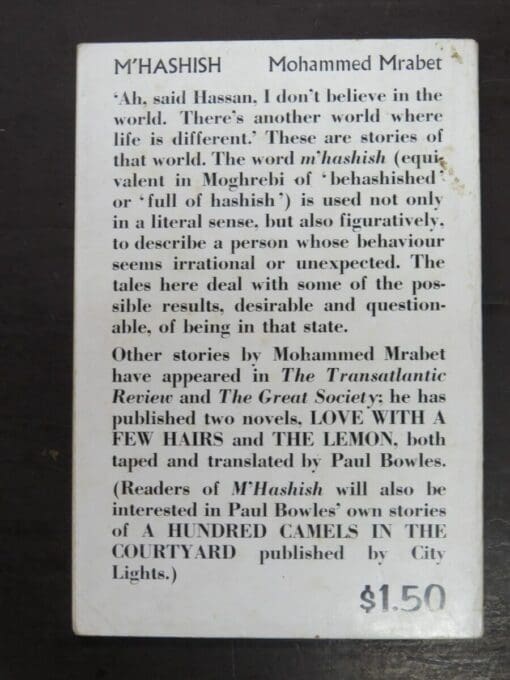 M'HASHISH Mohammed Mrabet
'Ah, said Hassan, I don't believe in the
world. There's another world where
life is different.' These are stories of
that world. The word m'hashish (equi-
valent in Moghrebi of 'behashished'
or 'full of hashish') is used not only
in a literal sense, but also figuratively,
to describe a person whose behaviour
seems irrational or unexpected. The
tales here deal with some of the pos-
sible results, desirable and question-
able, of being in that state.
Other stories by Mohammed Mrabet
have appeared in The Transatlantic
Review and The Great Society; he has
published two novels, LOVE WITH A
FEW HAIRS and THE LEMON, both
taped and translated by Paul Bowles.
(Readers of M'Hashish will also be
interested in Paul Bowles' own stories
of A HUNDRED CAMELS IN THE
COURTYARD published by City
Lights.)
$1.50